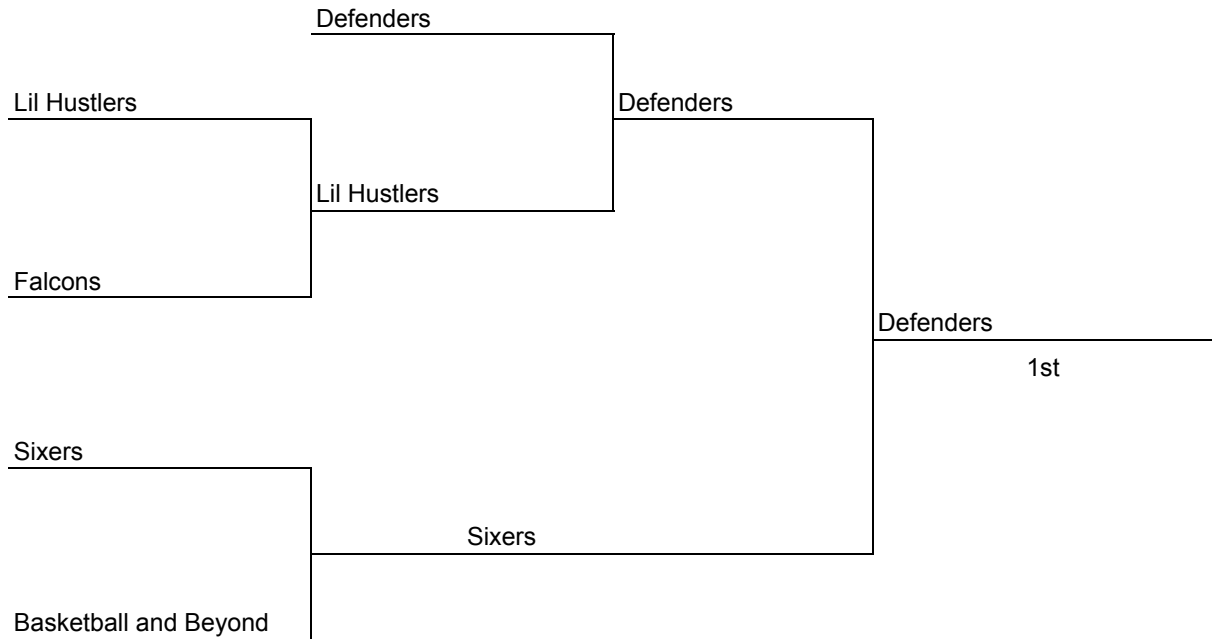 Defenders
Lil Hustlers
Defenders
Lil Hustlers
Falcons
Defenders
1st
Sixers
Sixers
Basketball and Beyond